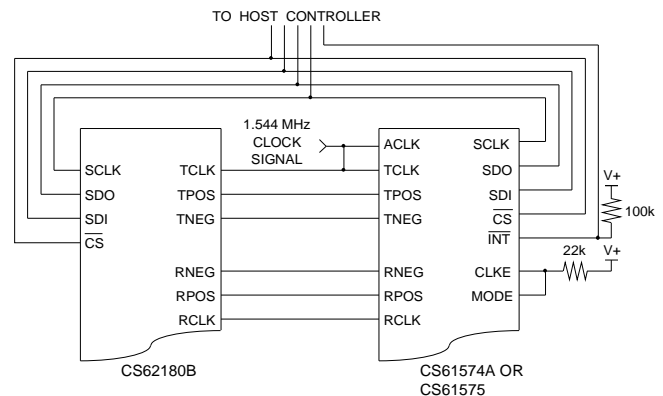 TO HOST CONTROLLER
1.544 MHz
CLOCK
SIGNAL
SCLK
SDO
SDI
CS
TCLK
TPOS
TNEG
RNEG
RPOS
RCLK
CS62180B
ACLK
TCLK
TPOS
TNEG
RNEG
RPOS
RCLK
SCLK
SDO
SDI
CS
INT
CLKE
MODE
CS61574A OR
CS61575
V+
100k
22k
V+